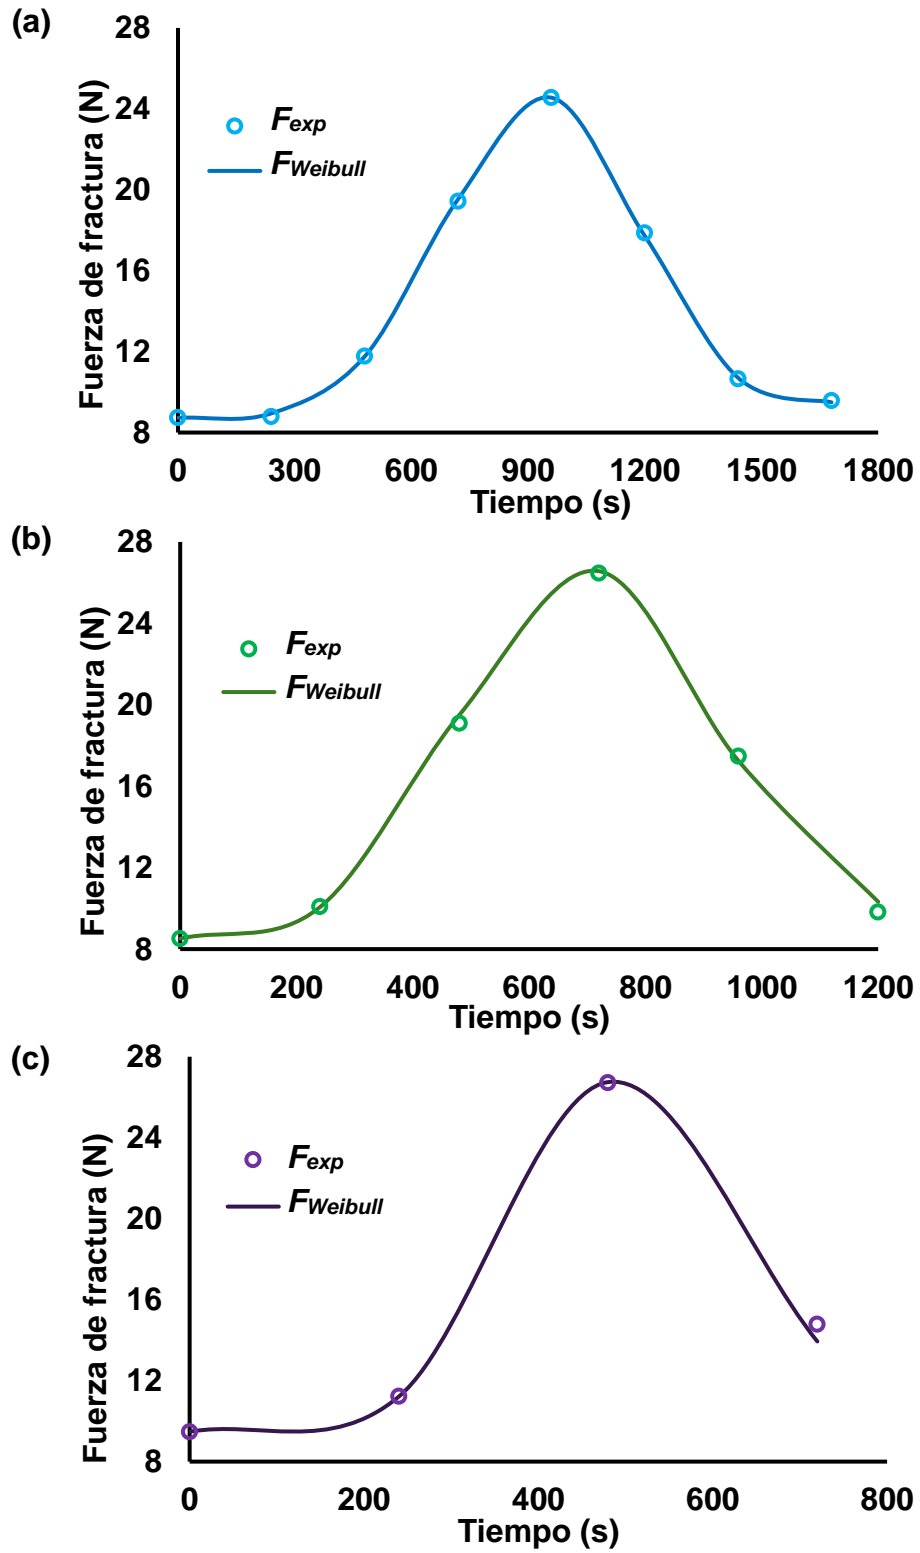 (a)
Fuerza de fractura (N)
28
24
20
16
12
8
Fexp
FWeibull
0 300 600 900 1200 1500 1800
Tiempo (s)
(b)
Fuerza de fractura (N)
28
24
20
16
12
8
Fexp
FWeibull
0 200 400 600 800 1000 1200
Tiempo (s)
(c)
Fuerza de fractura (N)
28
24
20
16
12
8
Fexp
FWeibull
0 200 400 600 800
Tiempo (s)